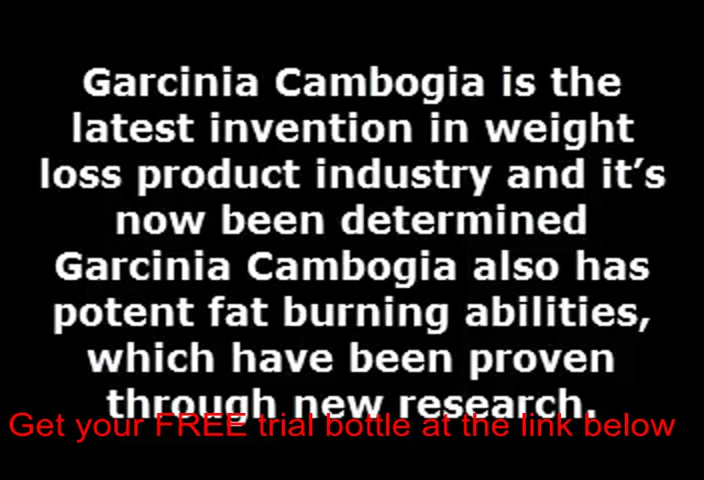 Garcinia Cambogia is the
latest invention in weight
loss product industry and it’s
now been determined
Garcinia Cambogia also has
potent fat burning abilities,
which have been proven
through new research.
Get your FREE trial bottle at the link below